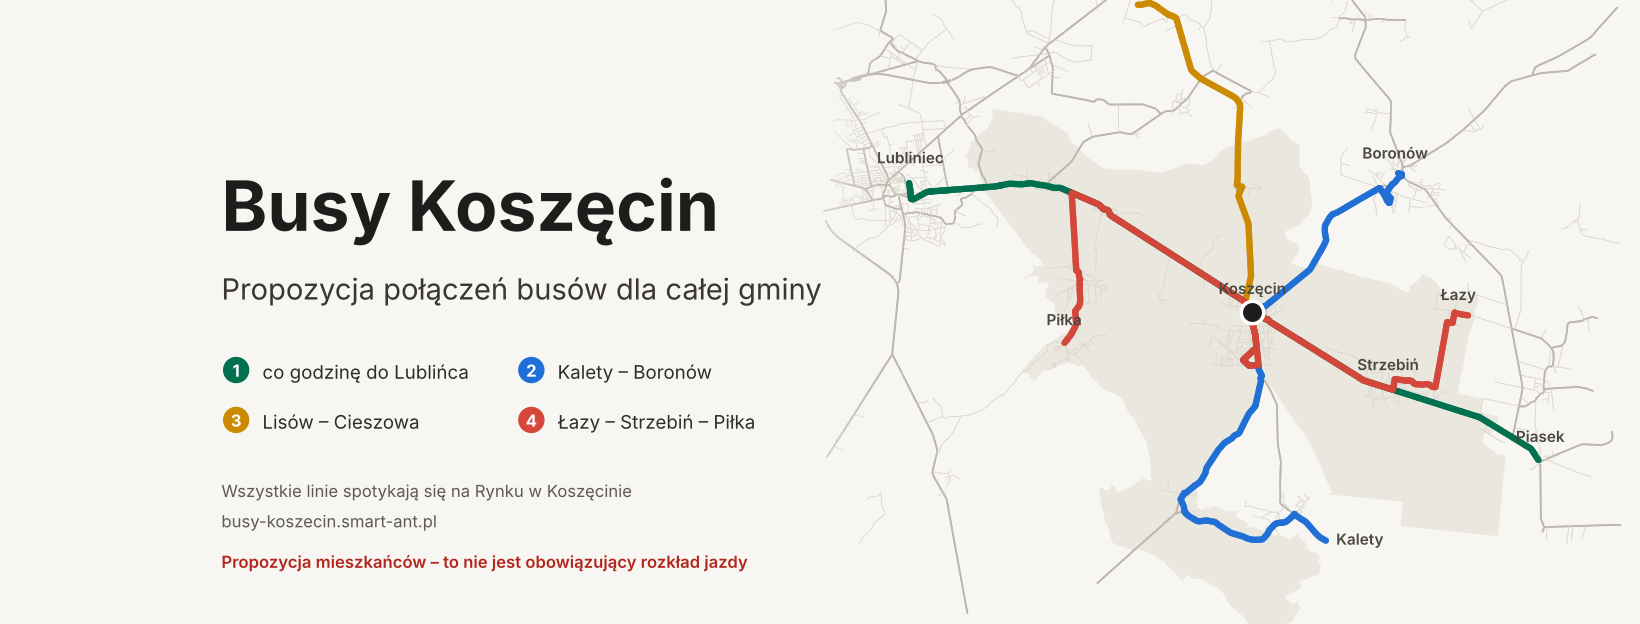 Busy Koszęcin
Propozycja połączeń busów dla całej gminy
1 co godzinę do Lublińca
2 Kalety – Boronów
3 Lisów – Cieszowa
4 Łazy – Strzebiń – Piłka
Wszystkie linie spotykają się na Rynku w Koszęcinie
busy-koszecin.smart-ant.pl
Propozycja mieszkańców – to nie jest obowiązujący rozkład jazdy
Lubliniec
Boronów
Koszęcin
Łazy
Piłka
Strzebiń
Piasek
Kalety